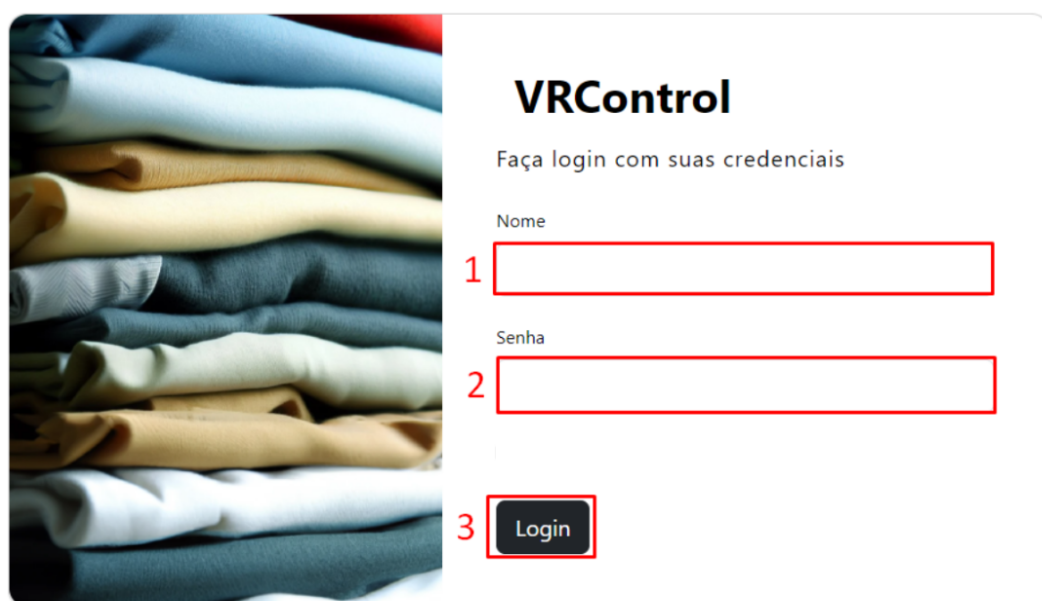 VRControl
Faça login com suas credenciais
Nome
1
Senha
2
3 Login